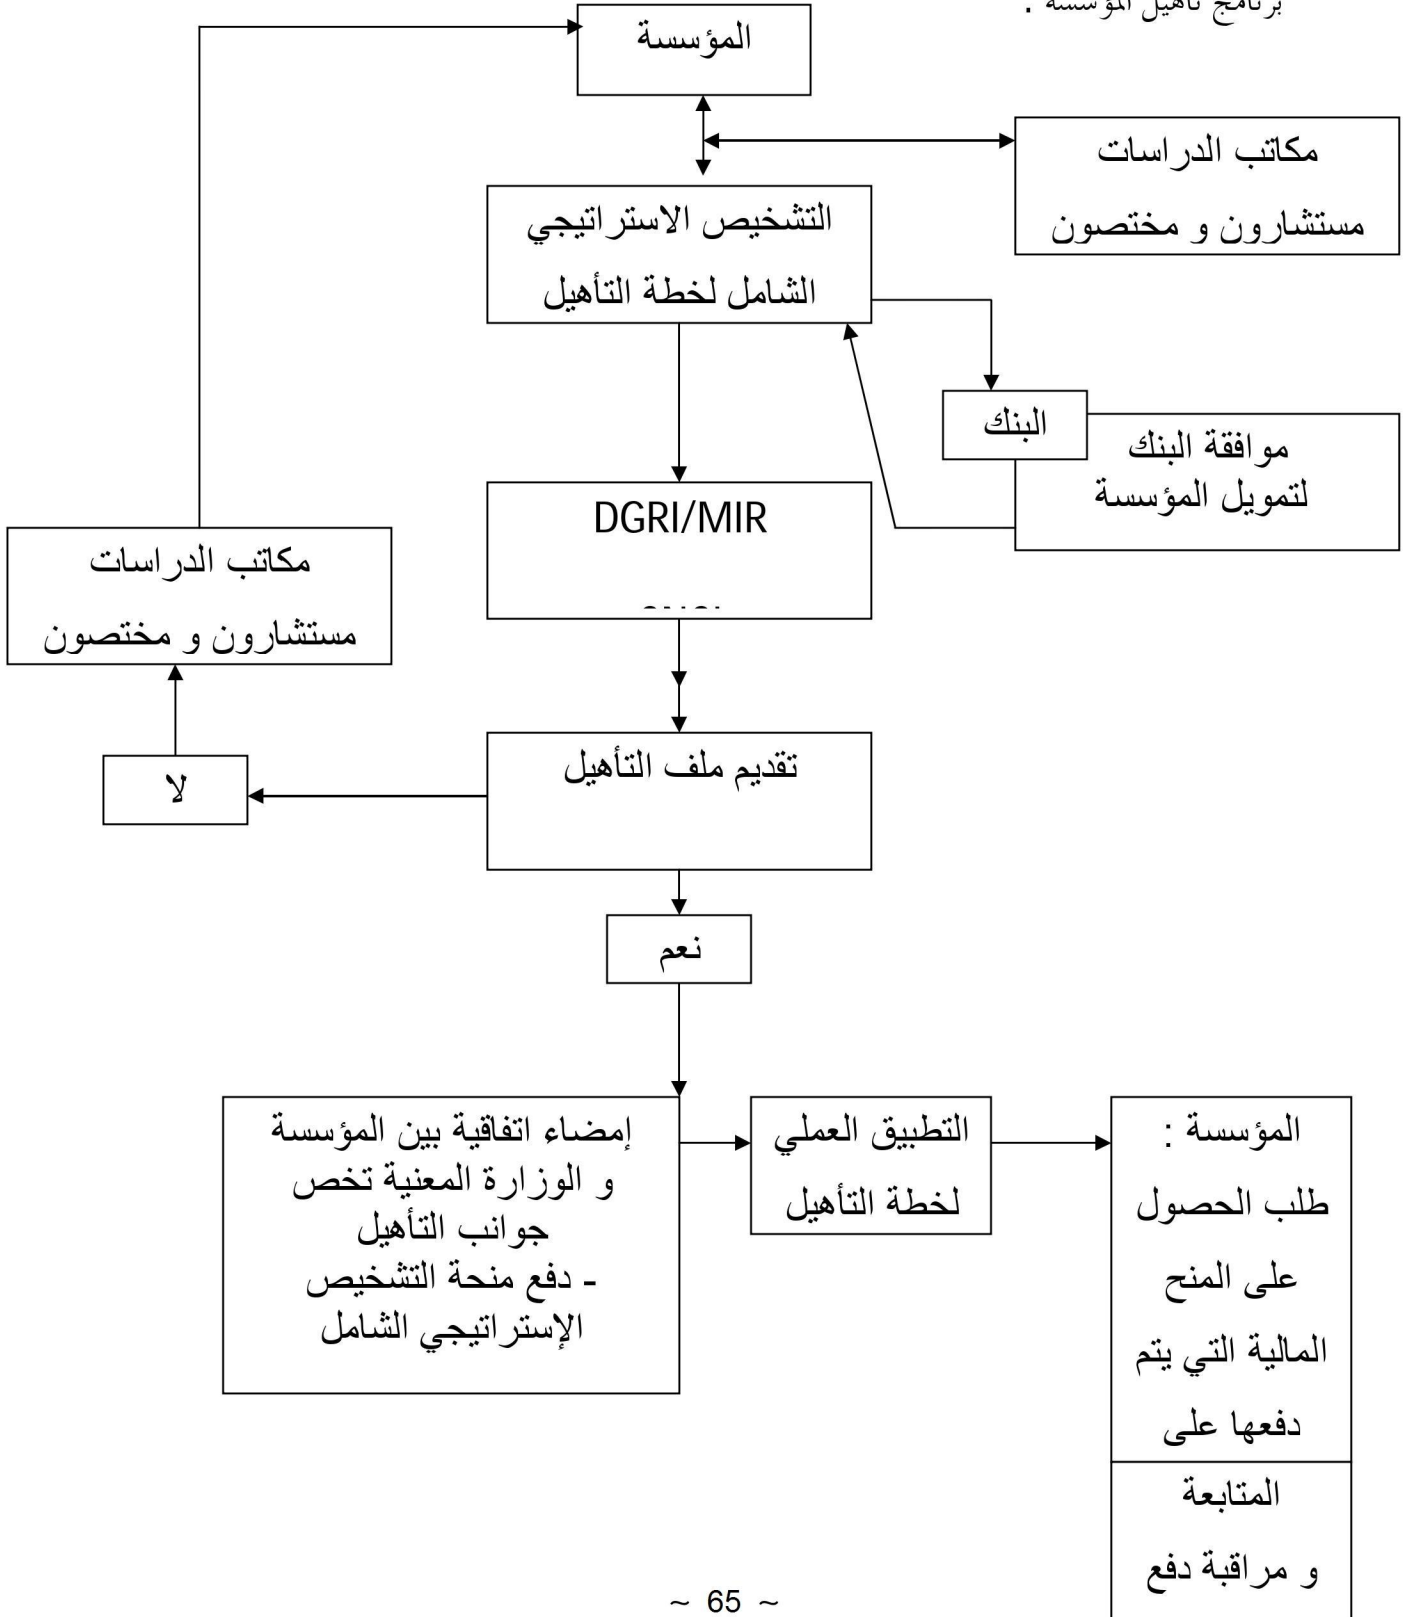 برنامج تأهيل المؤسسة :
المؤسسة
مكاتب الدراسات
مستشارون و مختصون
التشخيص الاستراتيجي
الشامل لخطة التأهيل
البنك
موافقة البنك
لتمويل المؤسسة
DGRI/MIR
مكاتب الدراسات
مستشارون و مختصون
تقديم ملف التأهيل
لا
نعم
إمضاء اتفاقية بين المؤسسة
و الوزارة المعنية تخص
جوانب التأهيل
- دفع منحة التشخيص
الإستراتيجي الشامل
التطبيق العملي
لخطة التأهيل
المؤسسة :
طلب الحصول
على المنح
المالية التي يتم
دفعها على
المتابعة
و مراقبة دفع
~ 65 ~